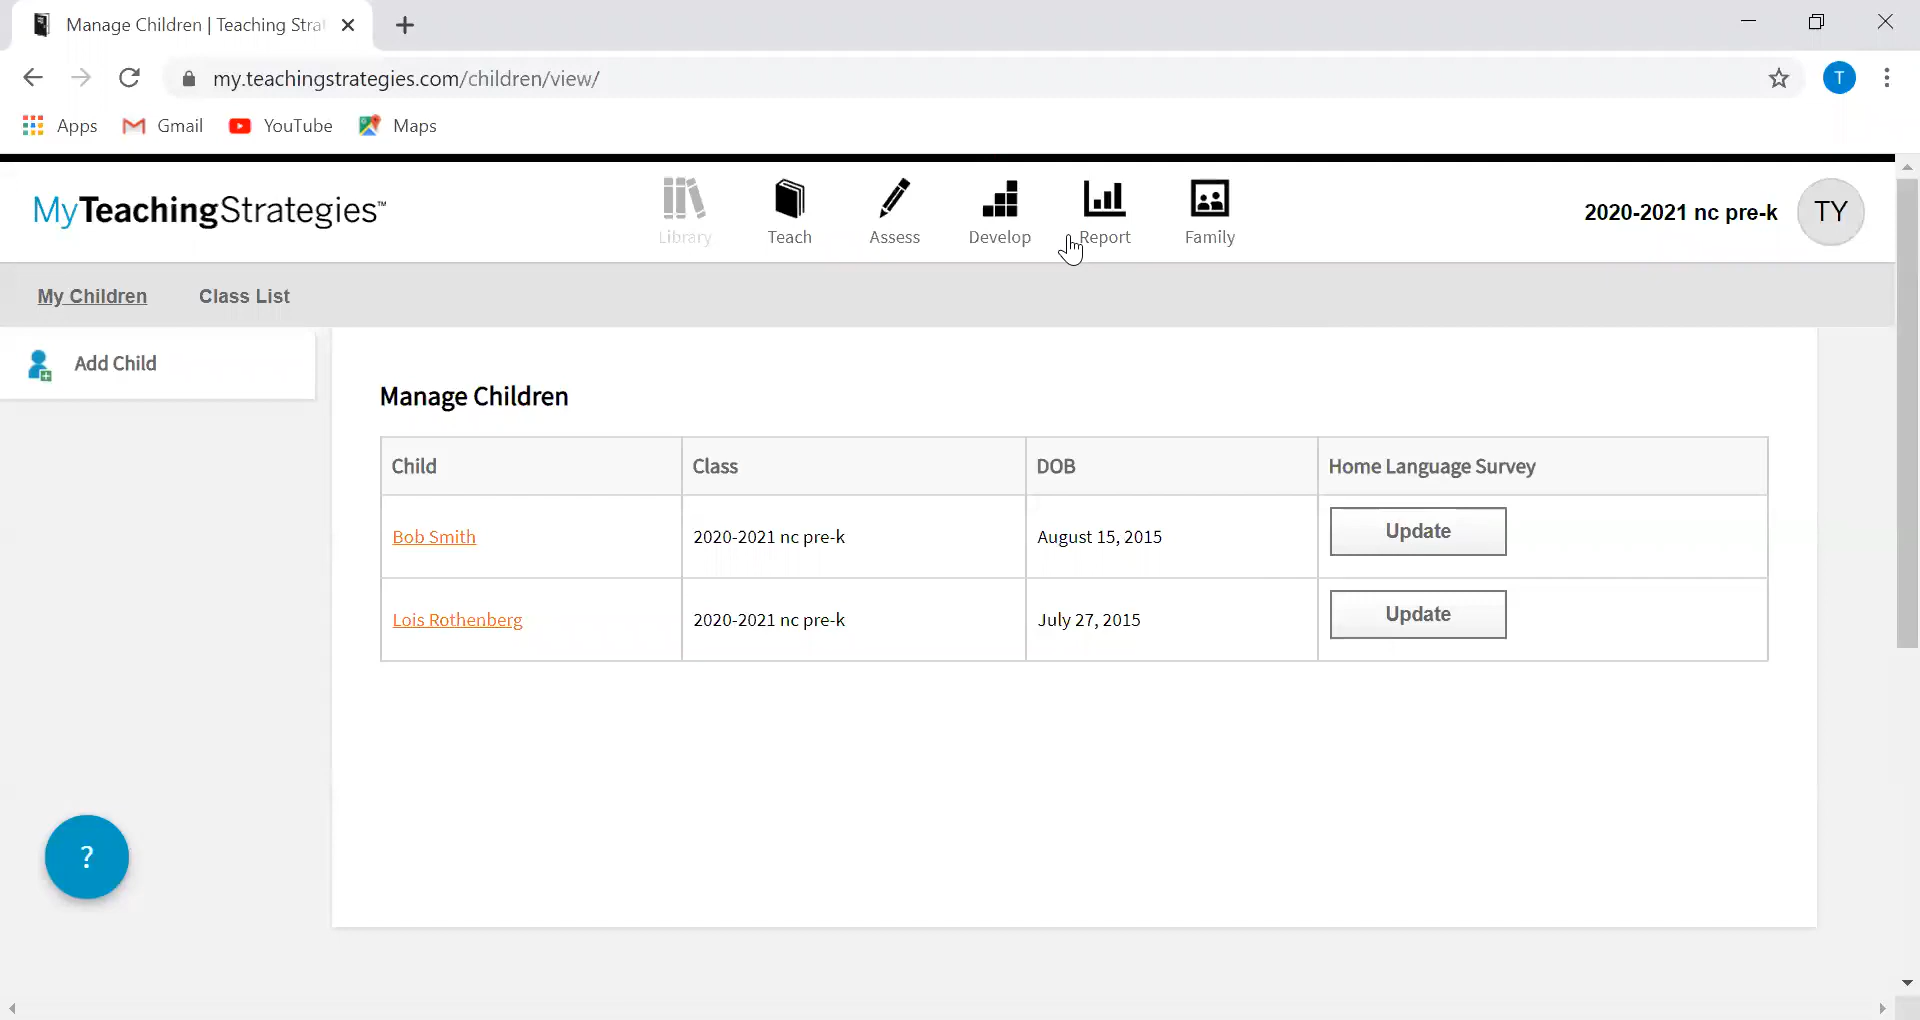 Manage Children | Teaching Stra
my.teachingstrategies.com/children/view/
T
Apps Gmail YouTube Maps
MyTeachingStrategies™
Library Teach Assess Develop Report Family
2020-2021 nc pre-k TY
My Children Class List
Add Child
Manage Children
Child Class DOB Home Language Survey
Bob Smith 2020-2021 nc pre-k August 15, 2015 Update
Lois Rothenberg 2020-2021 nc pre-k July 27, 2015 Update
?